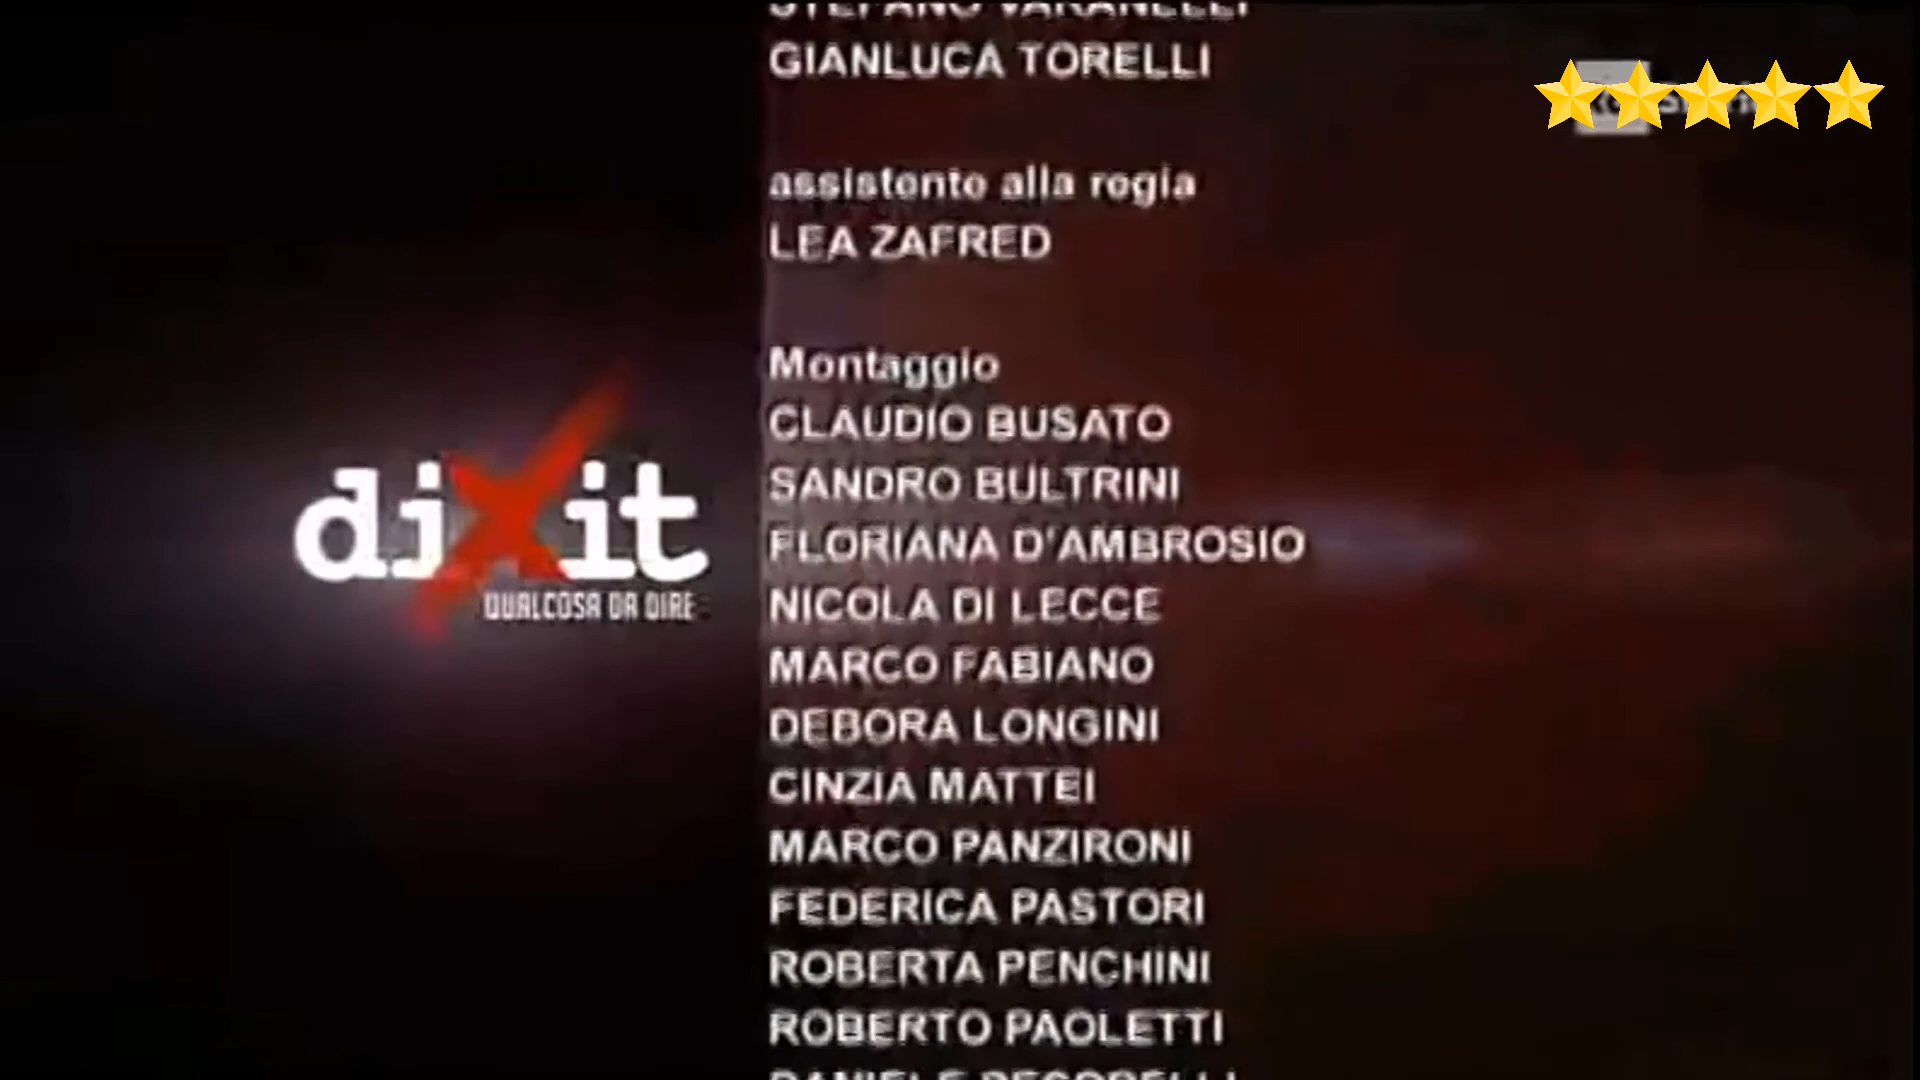 GIANLUCA TORELLI
assistente alla regia
LEA ZAFRED
Montaggio
CLAUDIO BUSATO
SANDRO BULTRINI
FLORIANA D'AMBROSIO
NICOLA DI LECCE
MARCO FABIANO
DEBORA LONGINI
CINZIA MATTEI
MARCO PANZIRONI
FEDERICA PASTORI
ROBERTA PENCHINI
ROBERTO PAOLETTI
dixit
QUALCOSA DA DIRE